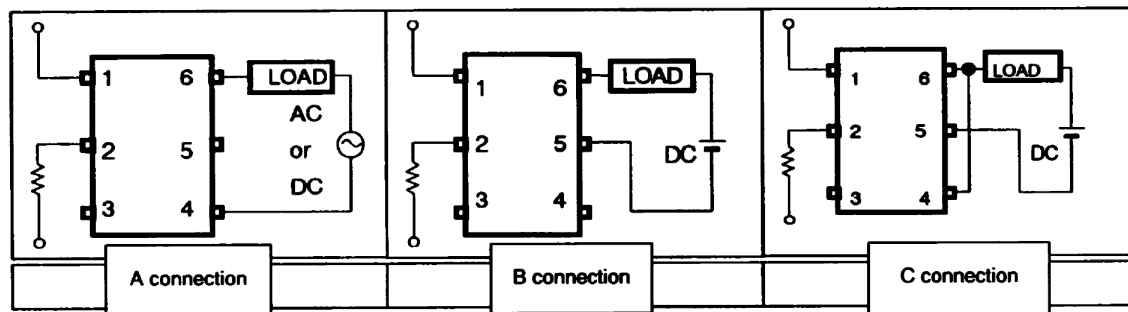 1 6 LOAD
AC
2 5 or
DC
3 4
A connection
1 6 LOAD
2 5 DC
3 4
B connection
1 6 LOAD
2 5 DC
3 4
C connection